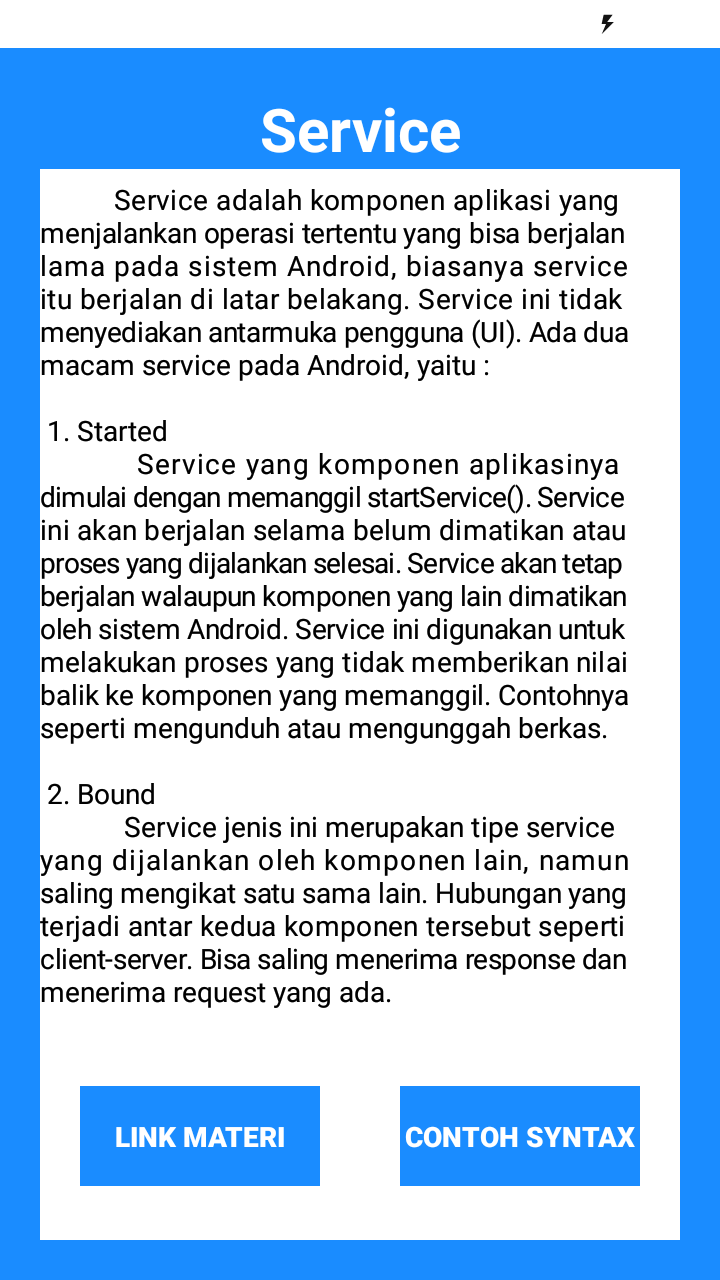 Service
Service adalah komponen aplikasi yang
menjalankan operasi tertentu yang bisa berjalan
lama pada sistem Android, biasanya service
itu berjalan di latar belakang. Service ini tidak
menyediakan antarmuka pengguna (UI). Ada dua
macam service pada Android, yaitu :
1. Started
Service yang komponen aplikasinya
dimulai dengan memanggil startService(). Service
ini akan berjalan selama belum dimatikan atau
proses yang dijalankan selesai. Service akan tetap
berjalan walaupun komponen yang lain dimatikan
oleh sistem Android. Service ini digunakan untuk
melakukan proses yang tidak memberikan nilai
balik ke komponen yang memanggil. Contohnya
seperti mengunduh atau mengunggah berkas.
2. Bound
Service jenis ini merupakan tipe service
yang dijalankan oleh komponen lain, namun
saling mengikat satu sama lain. Hubungan yang
terjadi antar kedua komponen tersebut seperti
client-server. Bisa saling menerima response dan
menerima request yang ada.
LINK MATERI
CONTOH SYNTAX